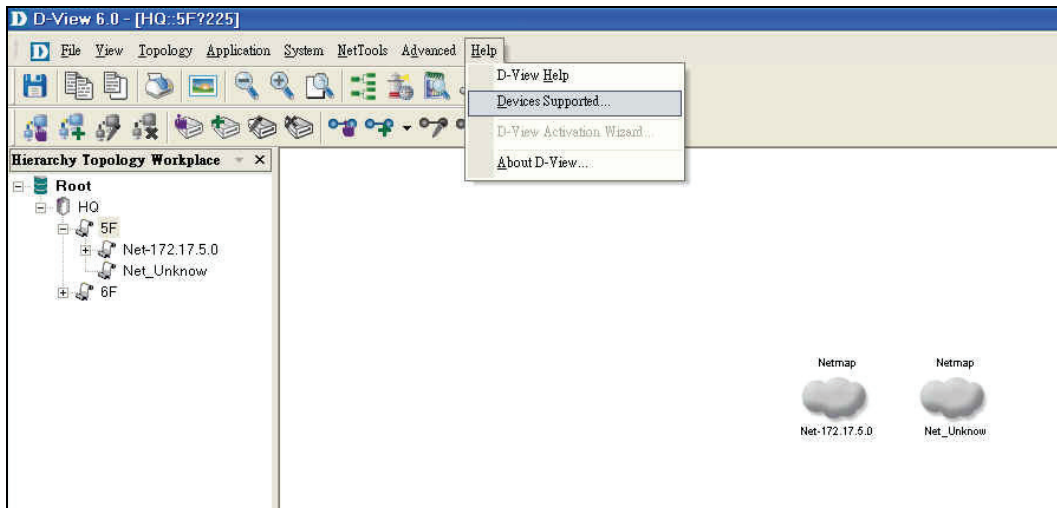 D D-View 6.0 - [HQ::5F?225]
D File View Topology Application System NetTools Advanced Help
D-View Help
Devices Supported...
D-View Activation Wizard...
About D-View...
Hierarchy Topology Workplace
Root
HQ
5F
Net-172.17.5.0
Net_Unknow
6F
Netmap Netmap
Net-172.17.5.0 Net_Unknow